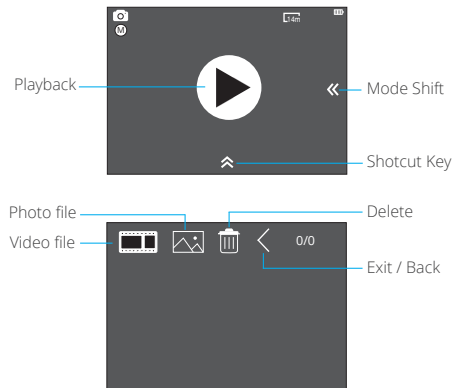 M
14m
Playback
Mode Shift
Shotcut Key
Photo file
Delete
Video file
0/0
Exit / Back